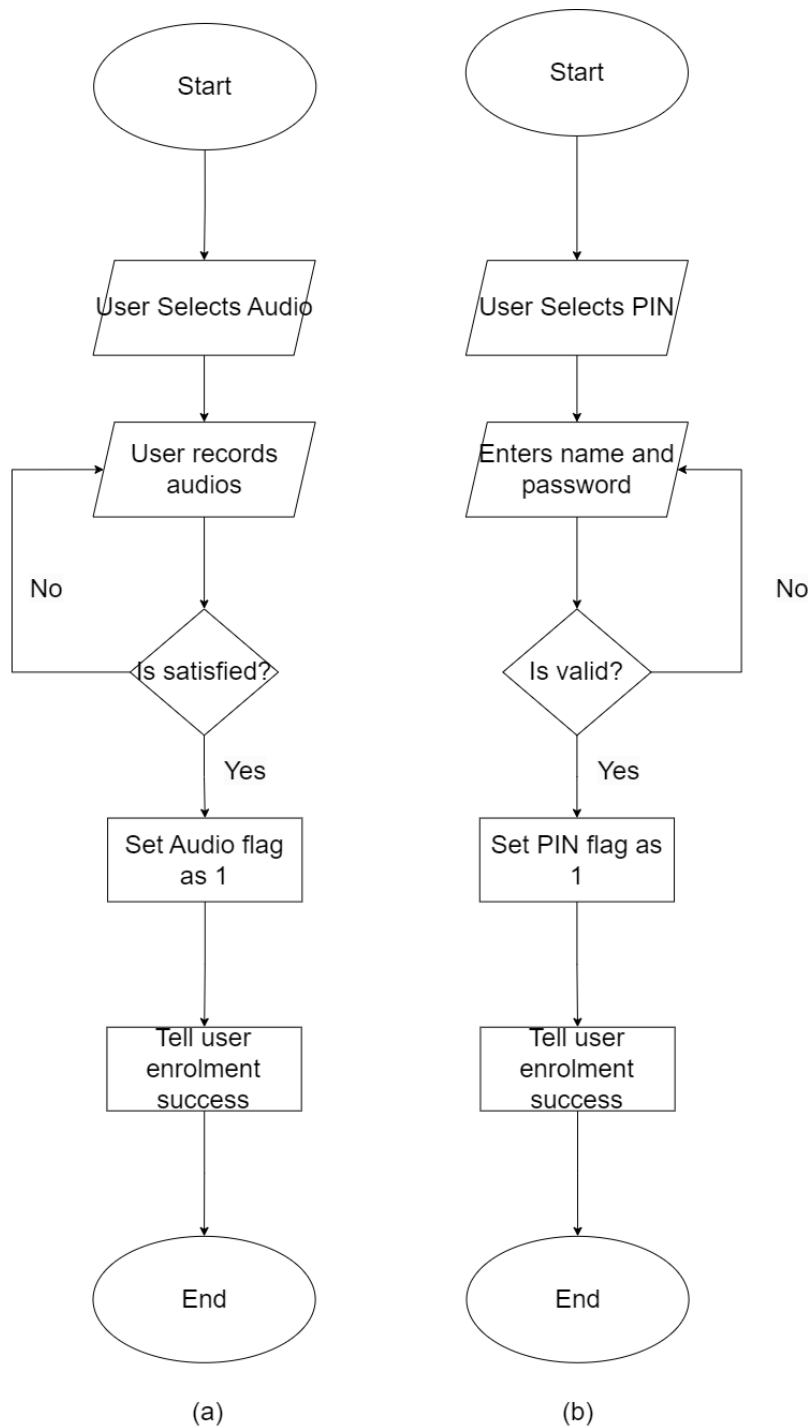 Start
User Selects Audio
User records
audios
No
Is satisfied?
Yes
Set Audio flag
as 1
Tell user
enrolment
success
End
(a)
Start
User Selects PIN
Enters name and
password
No
Is valid?
Yes
Set PIN flag as
1
Tell user
enrolment
success
End
(b)